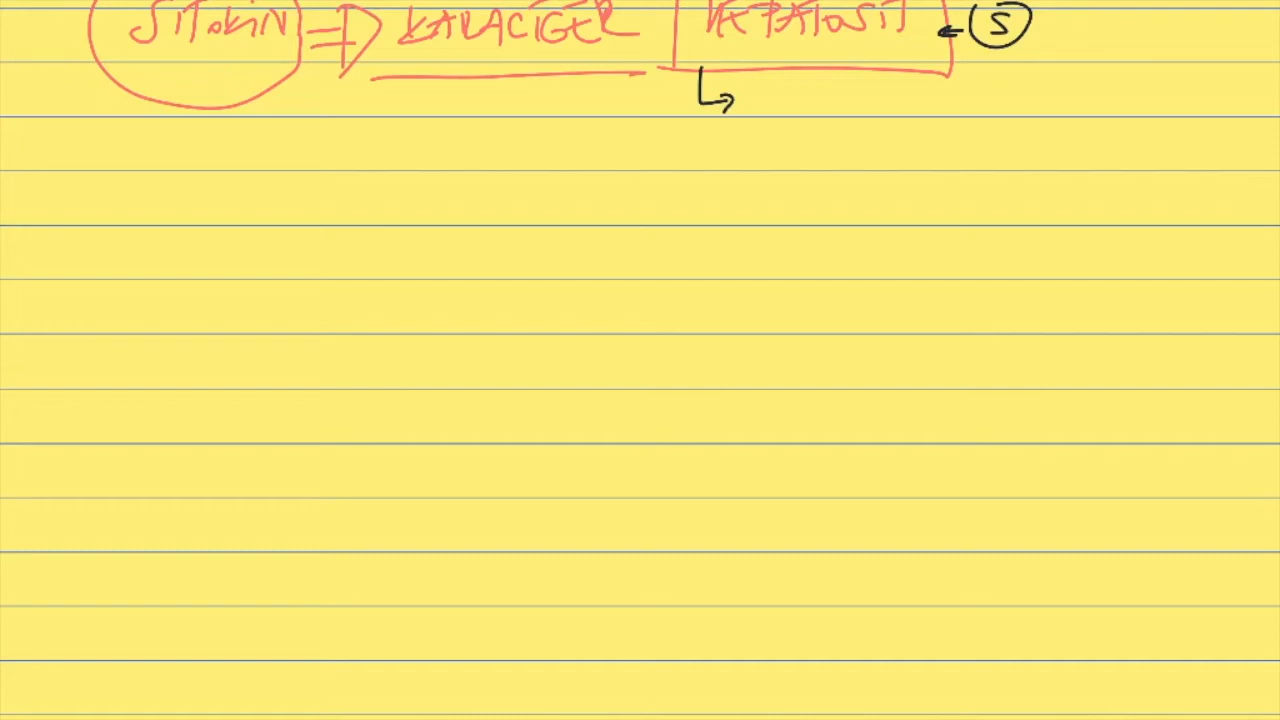 SİTOKİN ⇒ KARACİĞER HEPATOSİT ← 5
↳